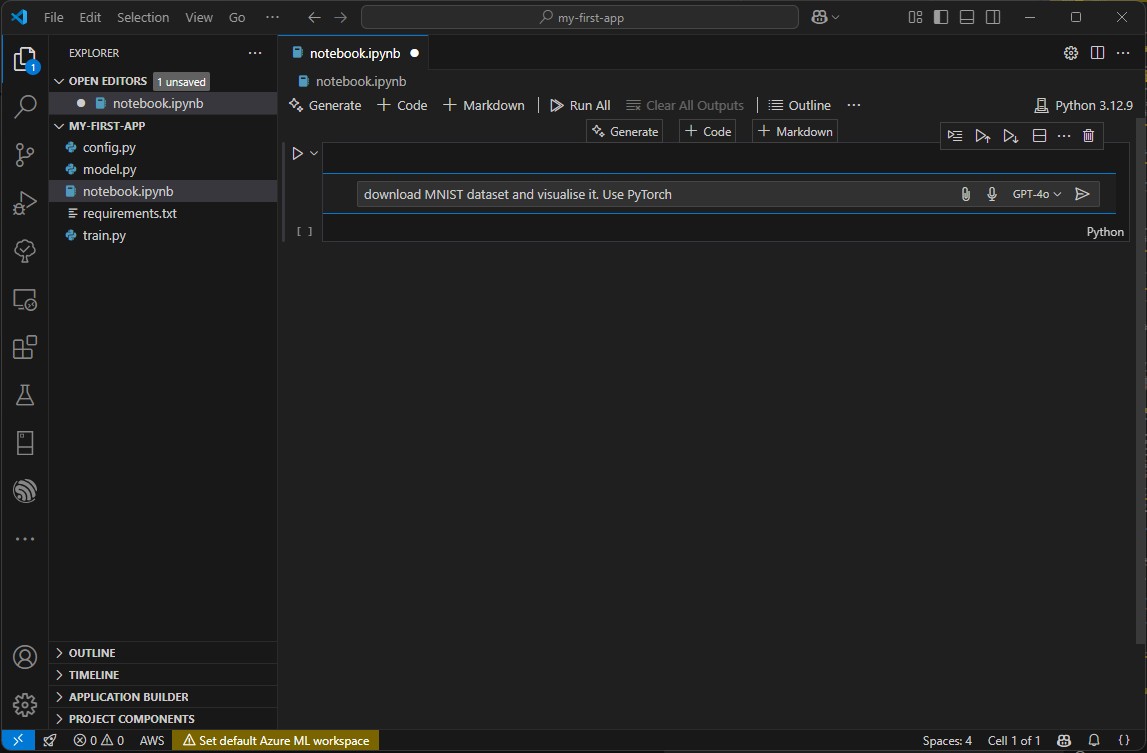 File Edit Selection View Go ··· my-first-app
EXPLORER ···
OPEN EDITORS 1 unsaved
notebook.ipynb
MY-FIRST-APP
config.py
model.py
notebook.ipynb
requirements.txt
train.py
OUTLINE
TIMELINE
APPLICATION BUILDER
PROJECT COMPONENTS
1
notebook.ipynb
notebook.ipynb
Generate Code Markdown Run All Clear All Outputs Outline ··· Python 3.12.9
Generate Code Markdown
download MNIST dataset and visualise it. Use PyTorch GPT-4o
[ ] Python
0 0 AWS Set default Azure ML workspace Spaces: 4 Cell 1 of 1 { }